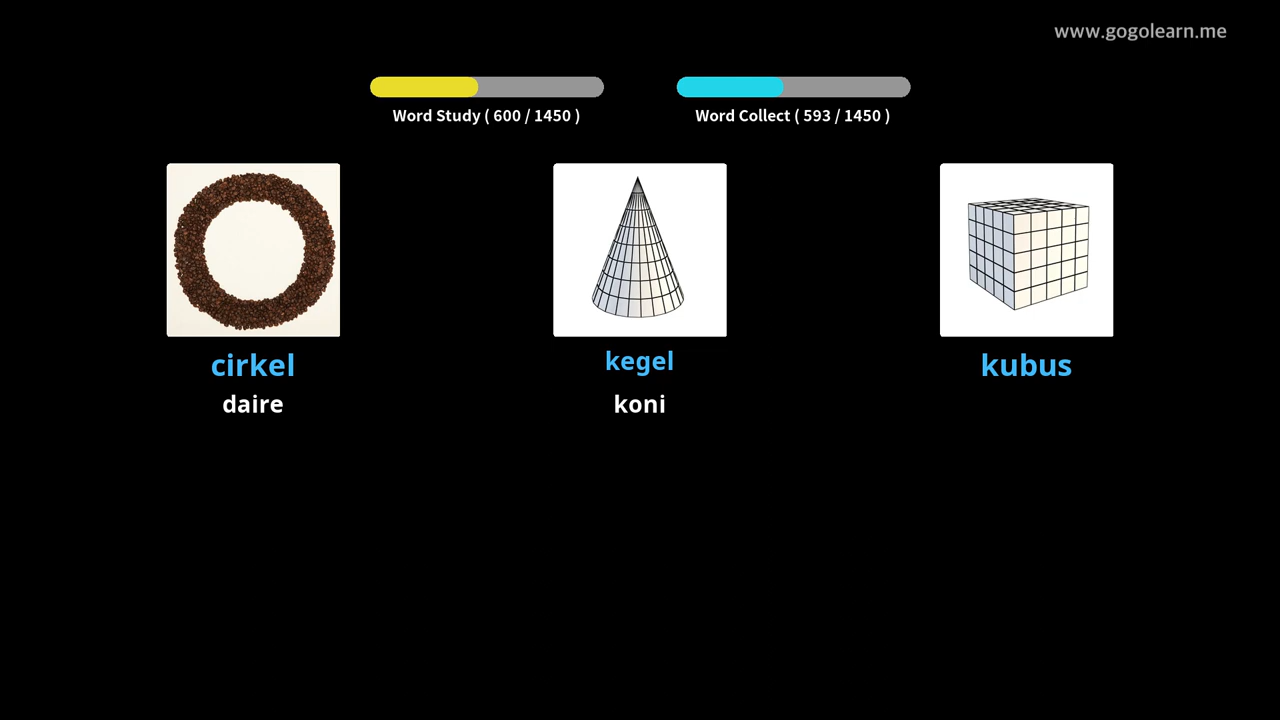 www.gogolearn.me
Word Study ( 600 / 1450 )
Word Collect ( 593 / 1450 )
cirkel
kegel
kubus
daire
koni